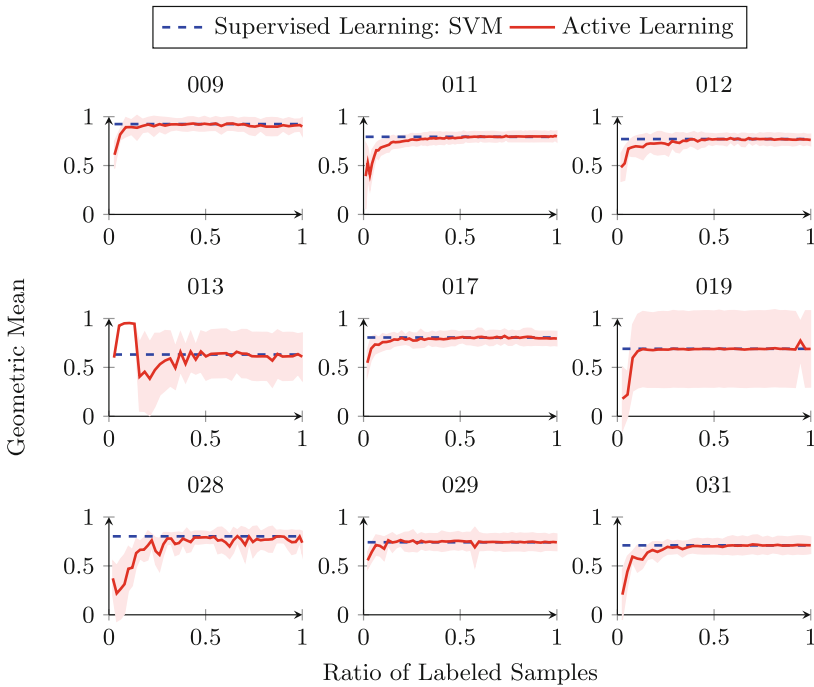 Supervised Learning: SVM Active Learning
009 011 012
1 1 1
0.5 0.5 0.5
0 0 0
0 0.5 1 0 0.5 1 0 0.5 1
013 017 019
1 1 1
0.5 0.5 0.5
0 0 0
0 0.5 1 0 0.5 1 0 0.5 1
Geometric Mean
028 029 031
1 1 1
0.5 0.5 0.5
0 0 0
0 0.5 1 0 0.5 1 0 0.5 1
Ratio of Labeled Samples